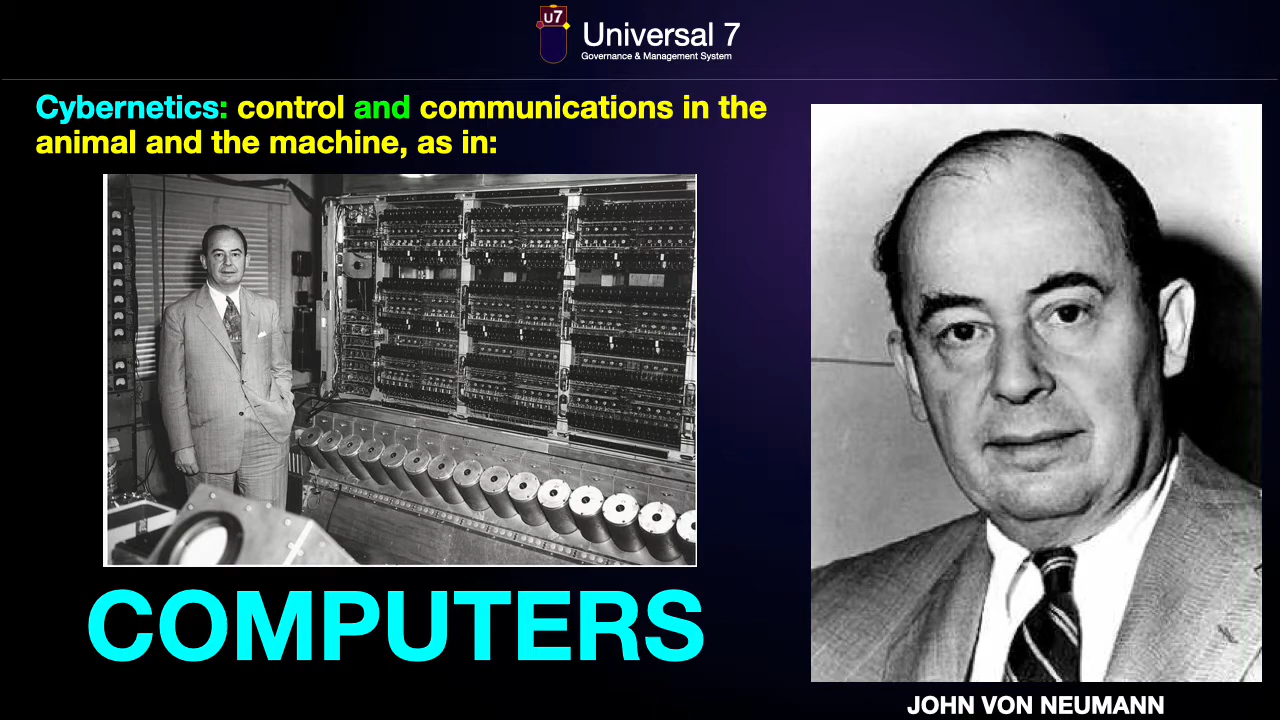 U7
Universal 7
Governance & Management System
Cybernetics: control and communications in the
animal and the machine, as in:
COMPUTERS
JOHN VON NEUMANN